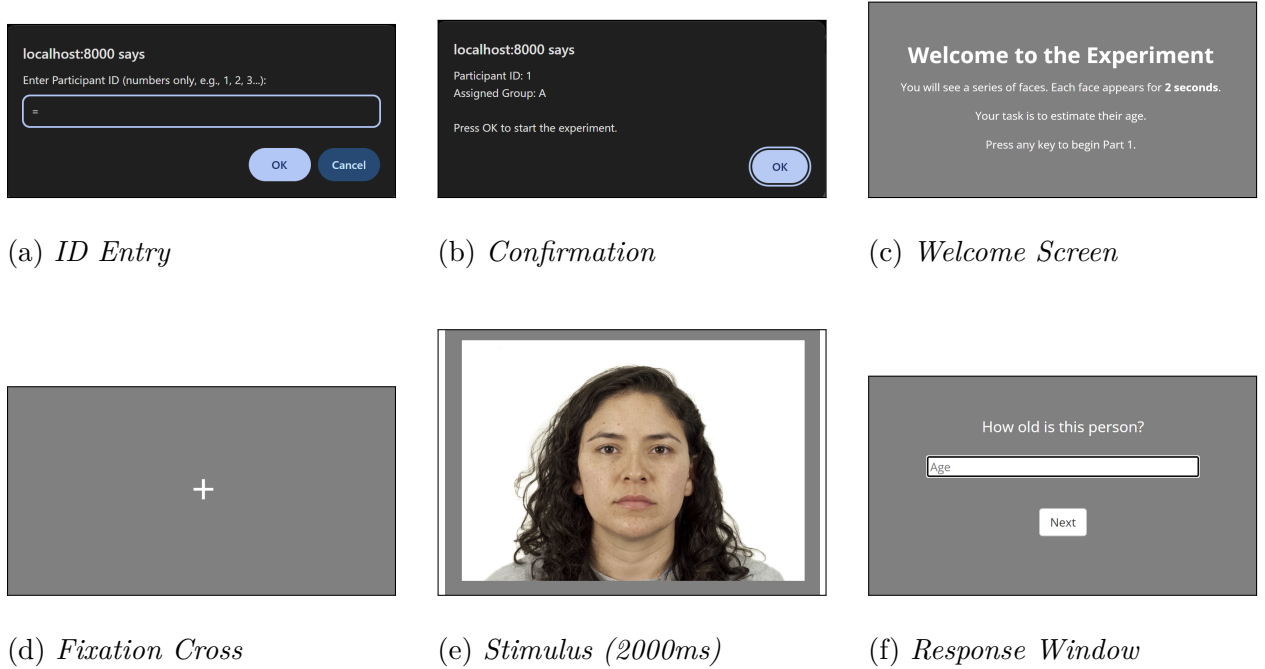 localhost:8000 says
Enter Participant ID (numbers only, e.g., 1, 2, 3...):
=
OK
Cancel
(a) ID Entry
localhost:8000 says
Participant ID: 1
Assigned Group: A
Press OK to start the experiment.
OK
(b) Confirmation
Welcome to the Experiment
You will see a series of faces. Each face appears for 2 seconds.
Your task is to estimate their age.
Press any key to begin Part 1.
(c) Welcome Screen
+
(d) Fixation Cross
(e) Stimulus (2000ms)
How old is this person?
Age
Next
(f) Response Window